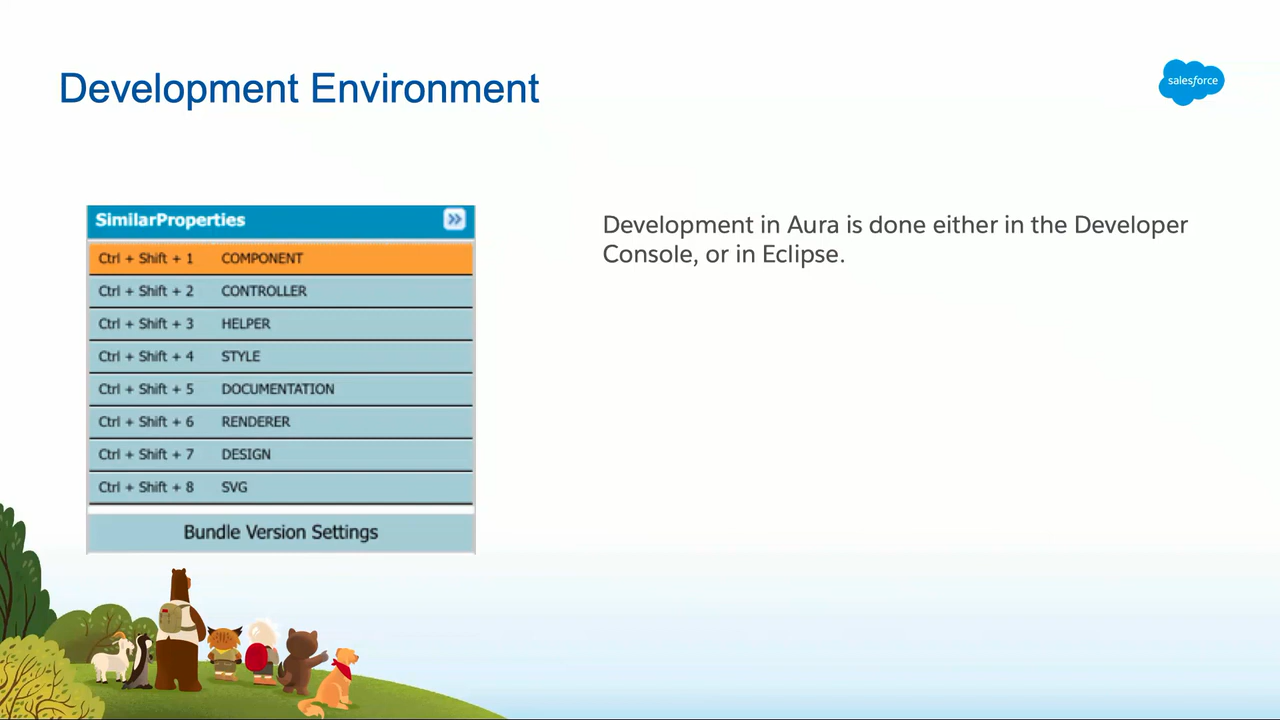 Development Environment
salesforce
SimilarProperties
Ctrl + Shift + 1 COMPONENT
Ctrl + Shift + 2 CONTROLLER
Ctrl + Shift + 3 HELPER
Ctrl + Shift + 4 STYLE
Ctrl + Shift + 5 DOCUMENTATION
Ctrl + Shift + 6 RENDERER
Ctrl + Shift + 7 DESIGN
Ctrl + Shift + 8 SVG
Bundle Version Settings
Development in Aura is done either in the Developer
Console, or in Eclipse.